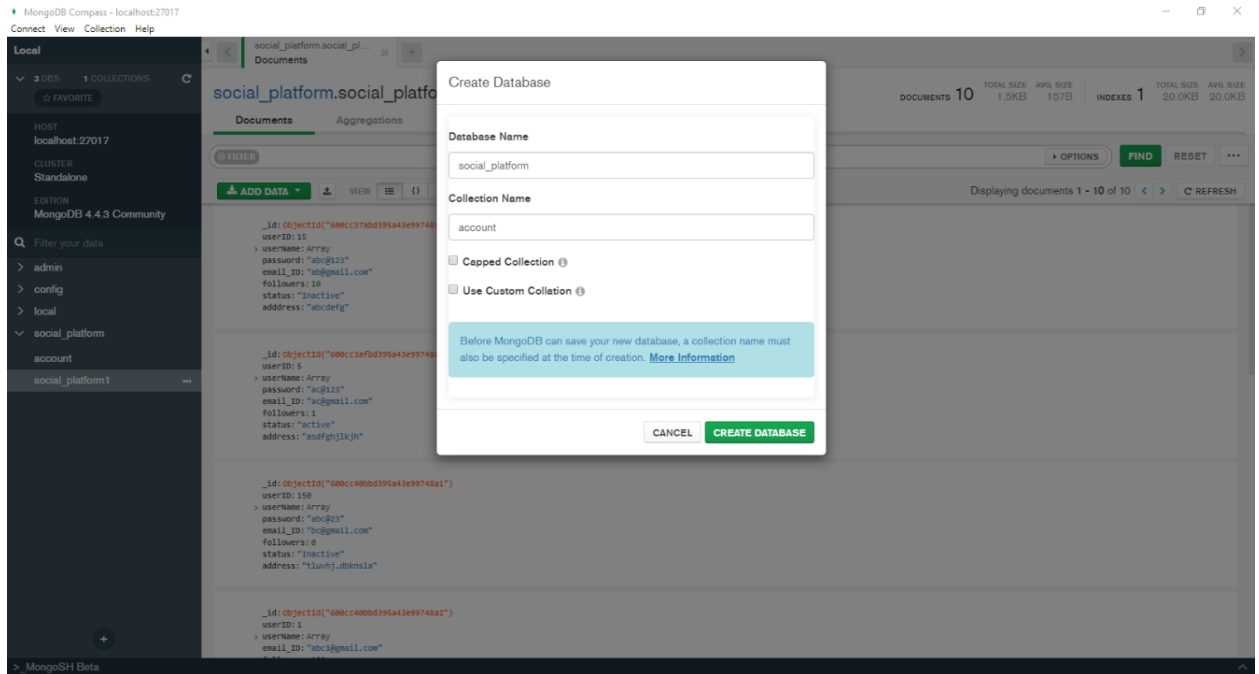 MongoDB Compass - localhost:27017
Connect View Collection Help
Local
social_platform.social_pl...
Documents
3 DBS 1 COLLECTIONS
☆ FAVORITE
HOST
localhost:27017
CLUSTER
Standalone
EDITION
MongoDB 4.4.3 Community
Filter your data
admin
config
local
social_platform
account
social_platform1
>_MongoSH Beta
social_platform.social_platfo
DOCUMENTS 10 TOTAL SIZE 1.5KB AVG. SIZE 157B INDEXES 1 TOTAL SIZE 20.0KB AVG. SIZE 20.0KB
Documents Aggregations
FILTER OPTIONS FIND RESET
ADD DATA VIEW {} Displaying documents 1 - 10 of 10 < > REFRESH
_id: ObjectId("600cc37abd395a43e99748
userID: 15
userName: Array
password: "abc@123"
email_ID: "ab@gmail.com"
followers: 10
status: "Inactive"
adddress: "abcdefg"
_id: ObjectId("600cc3afbd395a43e99748
userID: 5
userName: Array
password: "ac@123"
email_ID: "ac@gmail.com"
followers: 1
status: "active"
address: "asdfghjlkjh"
_id: ObjectId("600cc40bbd395a43e99748a1")
userID: 150
userName: Array
password: "abc@23"
email_ID: "bc@gmail.com"
followers: 0
status: "Inactive"
address: "tluvhj.dbknsla"
_id: ObjectId("600cc40bbd395a43e99748a2")
userID: 1
userName: Array
email_ID: "abc1@gmail.com"
Create Database
Database Name
social_platform
Collection Name
account
Capped Collection
Use Custom Collation
Before MongoDB can save your new database, a collection name must
also be specified at the time of creation. More Information
CANCEL CREATE DATABASE